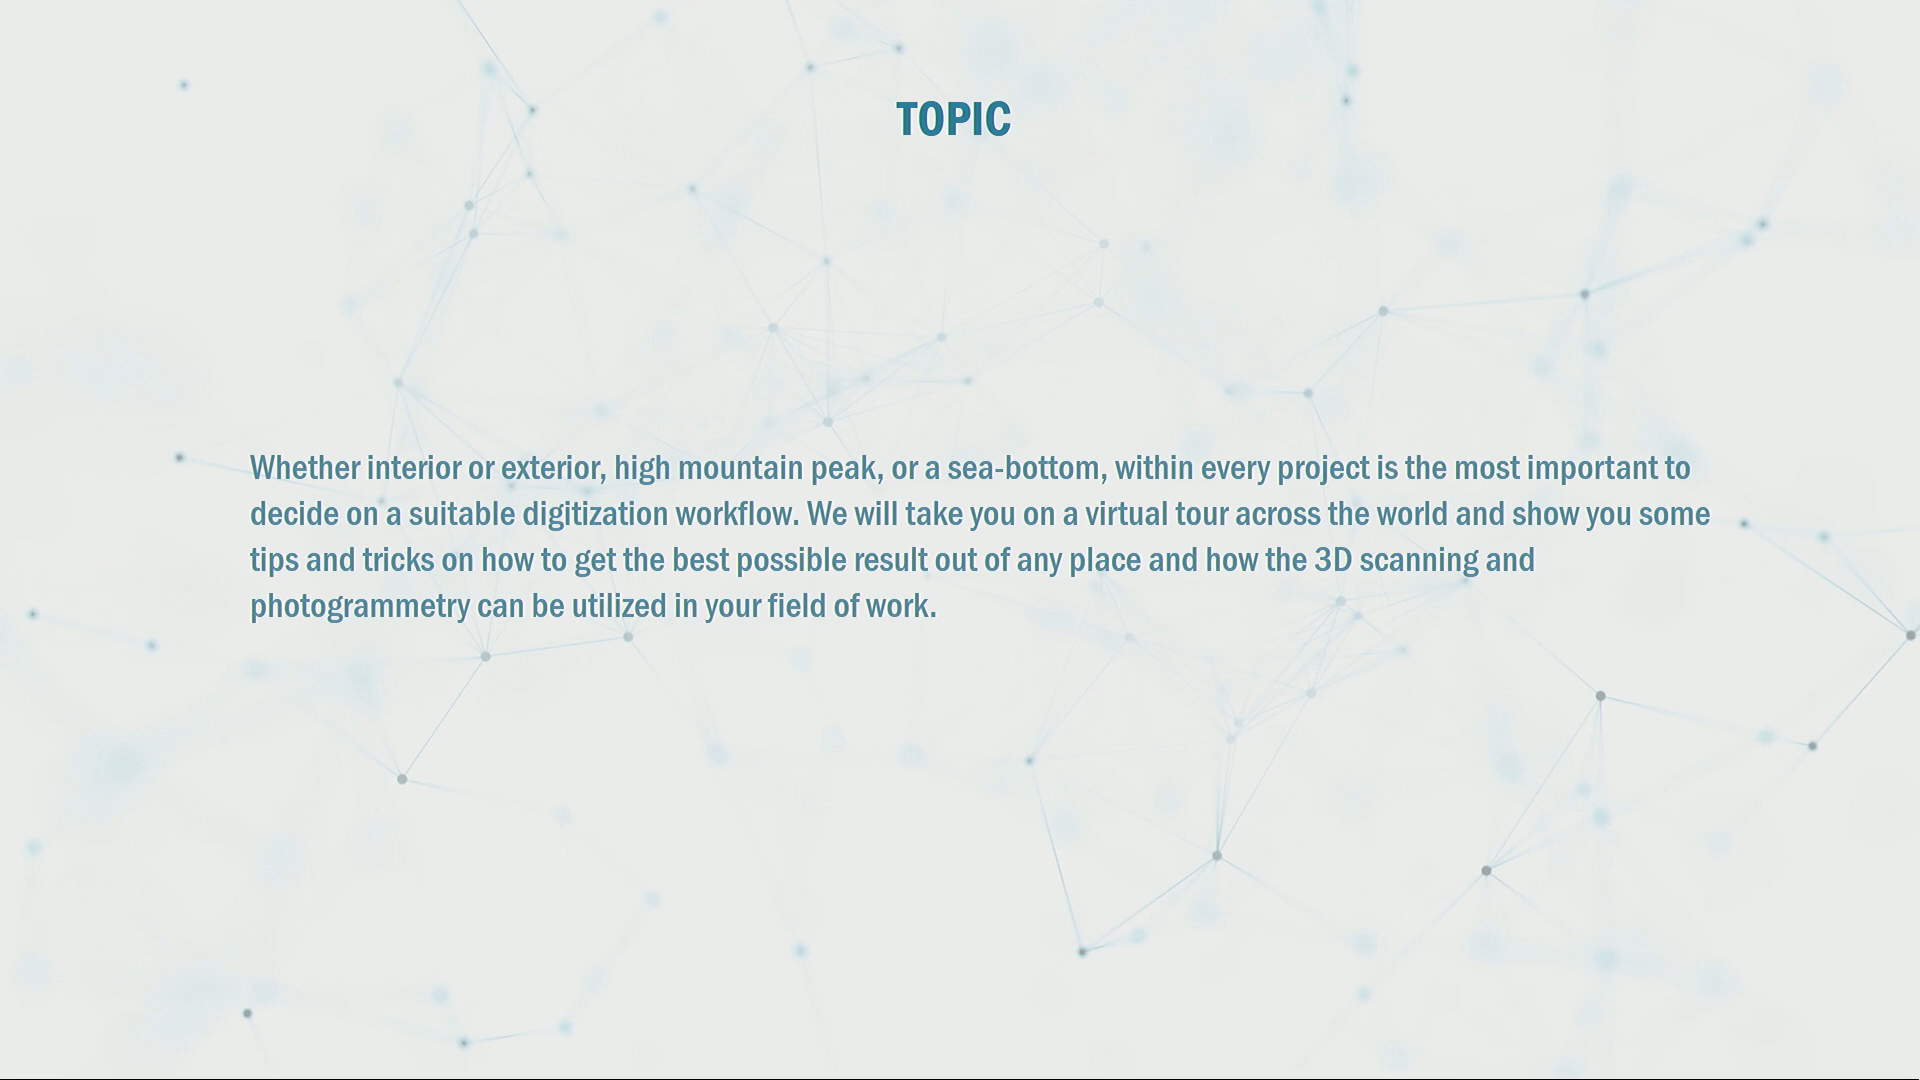 TOPIC
Whether interior or exterior, high mountain peak, or a sea-bottom, within every project is the most important to
decide on a suitable digitization workflow. We will take you on a virtual tour across the world and show you some
tips and tricks on how to get the best possible result out of any place and how the 3D scanning and
photogrammetry can be utilized in your field of work.